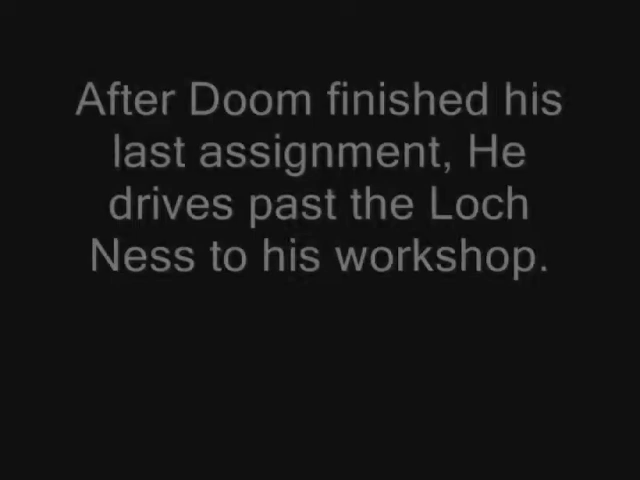 After Doom finished his
last assignment, He
drives past the Loch
Ness to his workshop.